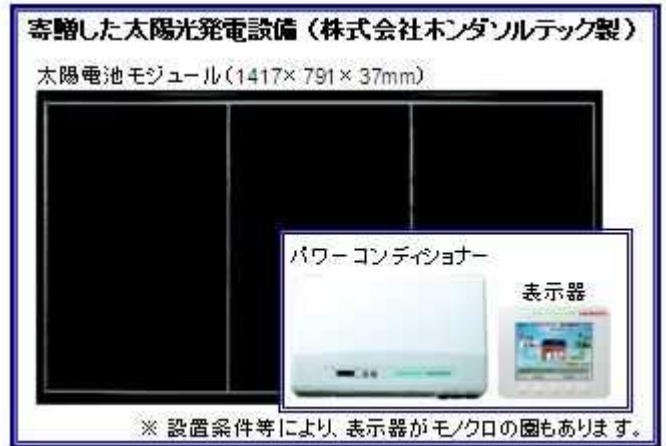 寄贈した太陽光発電設備（株式会社ホンダソルテック製）
太陽電池モジュール（1417×791×37mm）
パワーコンディショナー
表示器
※ 設置条件等により、表示器がモノクロの園もあります。